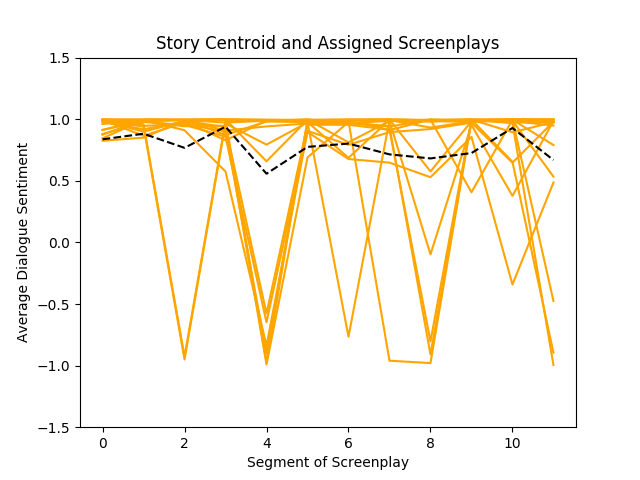 Story Centroid and Assigned Screenplays
1.5
1.0
0.5
0.0
−0.5
−1.0
−1.5
Average Dialogue Sentiment
0 2 4 6 8 10
Segment of Screenplay